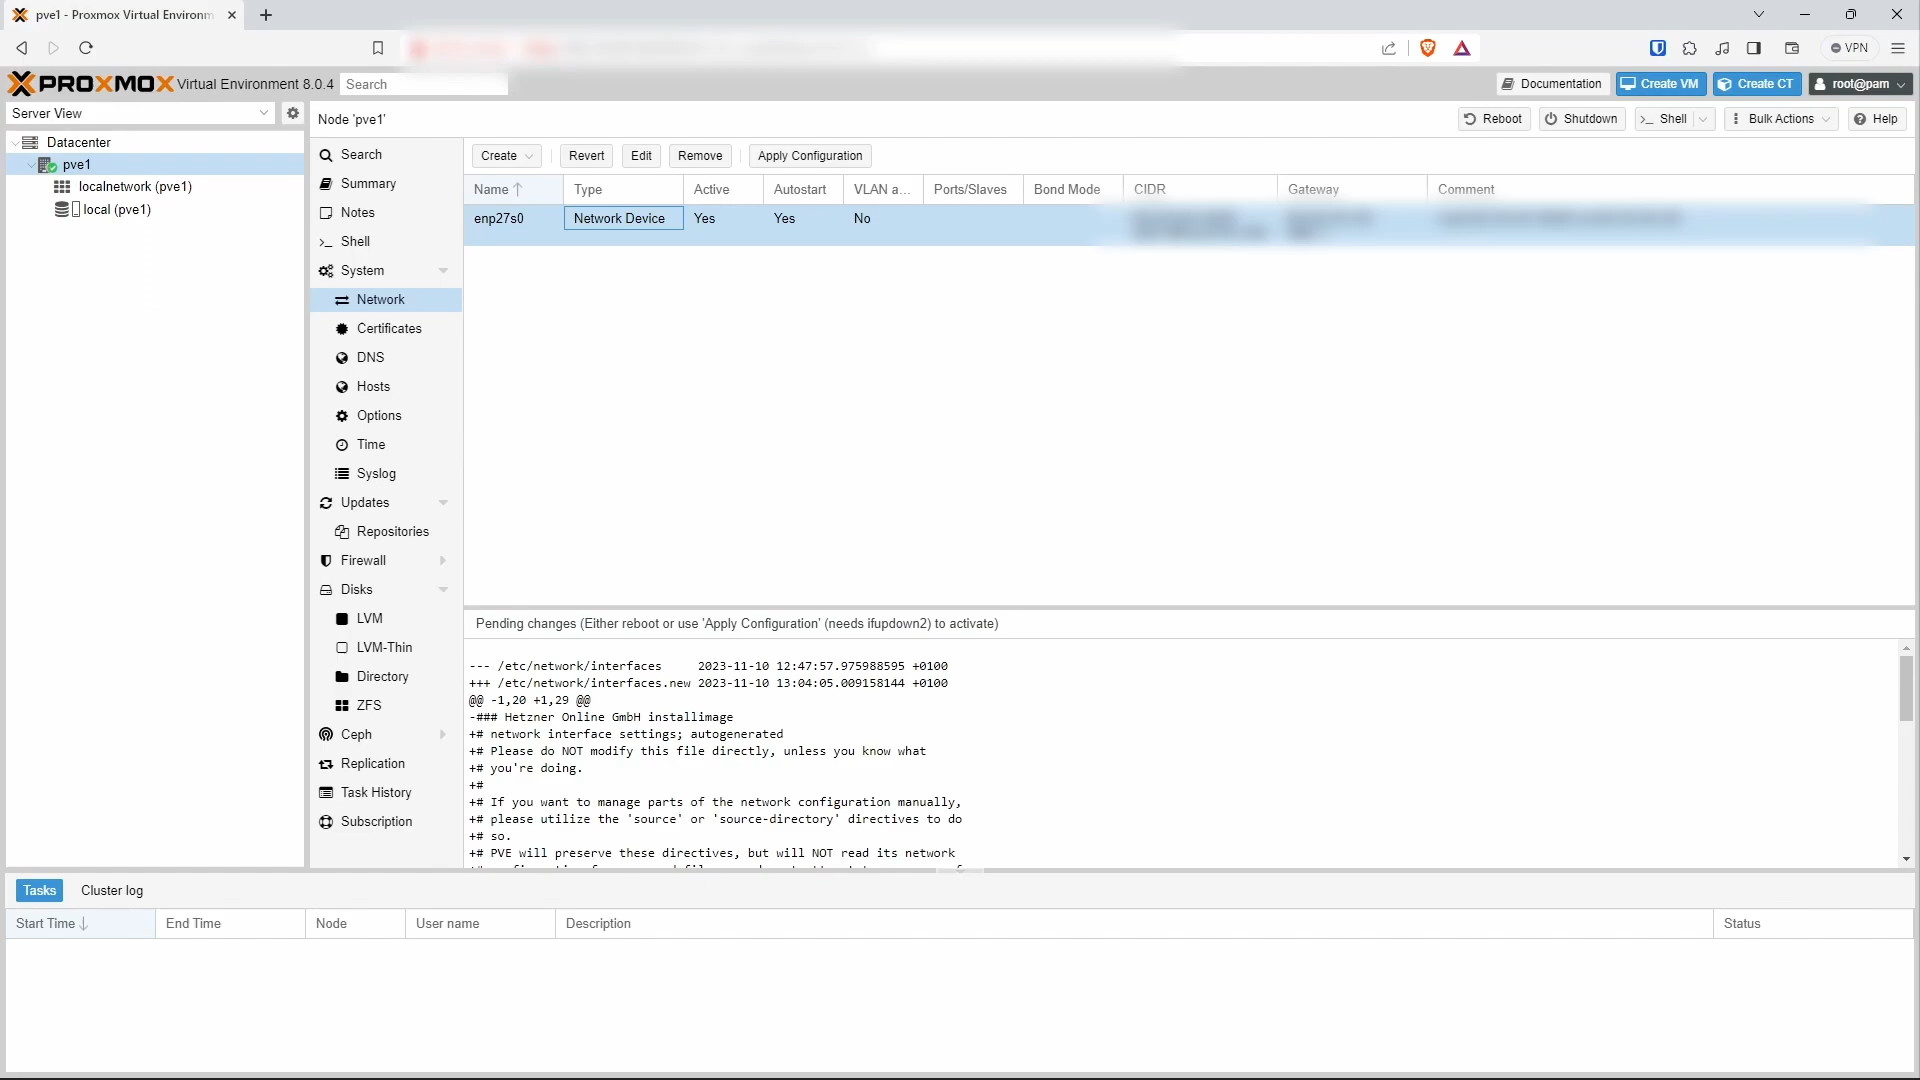 pve1 - Proxmox Virtual Environm
VPN
PROXMOX Virtual Environment 8.0.4 Search
Documentation Create VM Create CT root@pam
Server View
Node 'pve1'
Reboot Shutdown Shell Bulk Actions Help
Datacenter
pve1
localnetwork (pve1)
local (pve1)
Search
Summary
Notes
Shell
System
Network
Certificates
DNS
Hosts
Options
Time
Syslog
Updates
Repositories
Firewall
Disks
LVM
LVM-Thin
Directory
ZFS
Ceph
Replication
Task History
Subscription
Create Revert Edit Remove Apply Configuration
Name Type Active Autostart VLAN a... Ports/Slaves Bond Mode CIDR Gateway Comment
enp27s0 Network Device Yes Yes No
Pending changes (Either reboot or use 'Apply Configuration' (needs ifupdown2) to activate)
--- /etc/network/interfaces 2023-11-10 12:47:57.975988595 +0100
+++ /etc/network/interfaces.new 2023-11-10 13:04:05.009158144 +0100
@@ -1,20 +1,29 @@
-### Hetzner Online GmbH installimage
+# network interface settings; autogenerated
+# Please do NOT modify this file directly, unless you know what
+# you're doing.
+#
+# If you want to manage parts of the network configuration manually,
+# please utilize the 'source' or 'source-directory' directives to do
+# so.
+# PVE will preserve these directives, but will NOT read its network
Tasks Cluster log
Start Time End Time Node User name Description Status